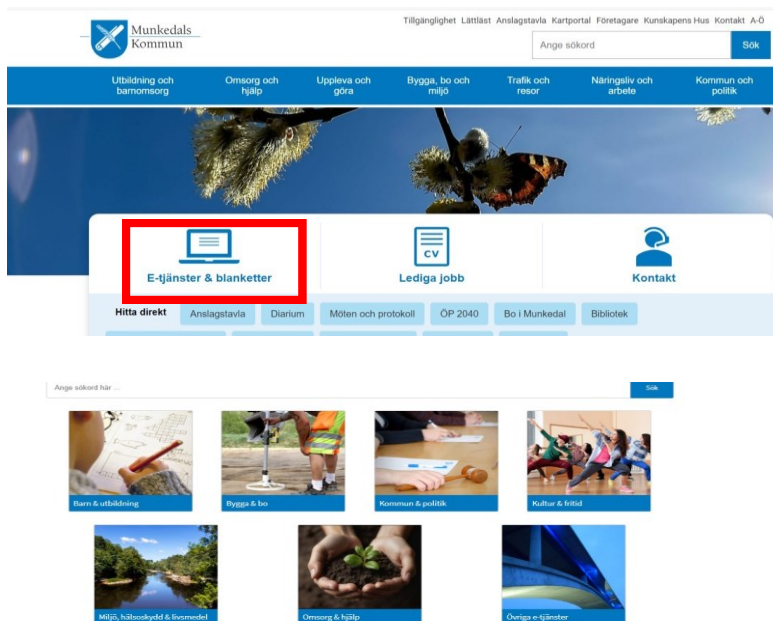 Munkedals
Kommun
Tillgänglighet Lättläst Anslagstavla Kartportal Företagare Kunskapens Hus Kontakt A-Ö
Ange sökord
Sök
Utbildning och barnomsorg
Omsorg och hjälp
Uppleva och göra
Bygga, bo och miljö
Trafik och resor
Näringsliv och arbete
Kommun och politik
E-tjänster & blanketter
CV
Lediga jobb
Kontakt
Hitta direkt Anslagstavla Diarium Möten och protokoll ÖP 2040 Bo i Munkedal Bibliotek
Ange sökord här ...
Sök
Barn & utbildning
Bygga & bo
Kommun & politik
Kultur & fritid
Miljö, hälsoskydd & livsmedel
Omsorg & hjälp
Övriga e-tjänster